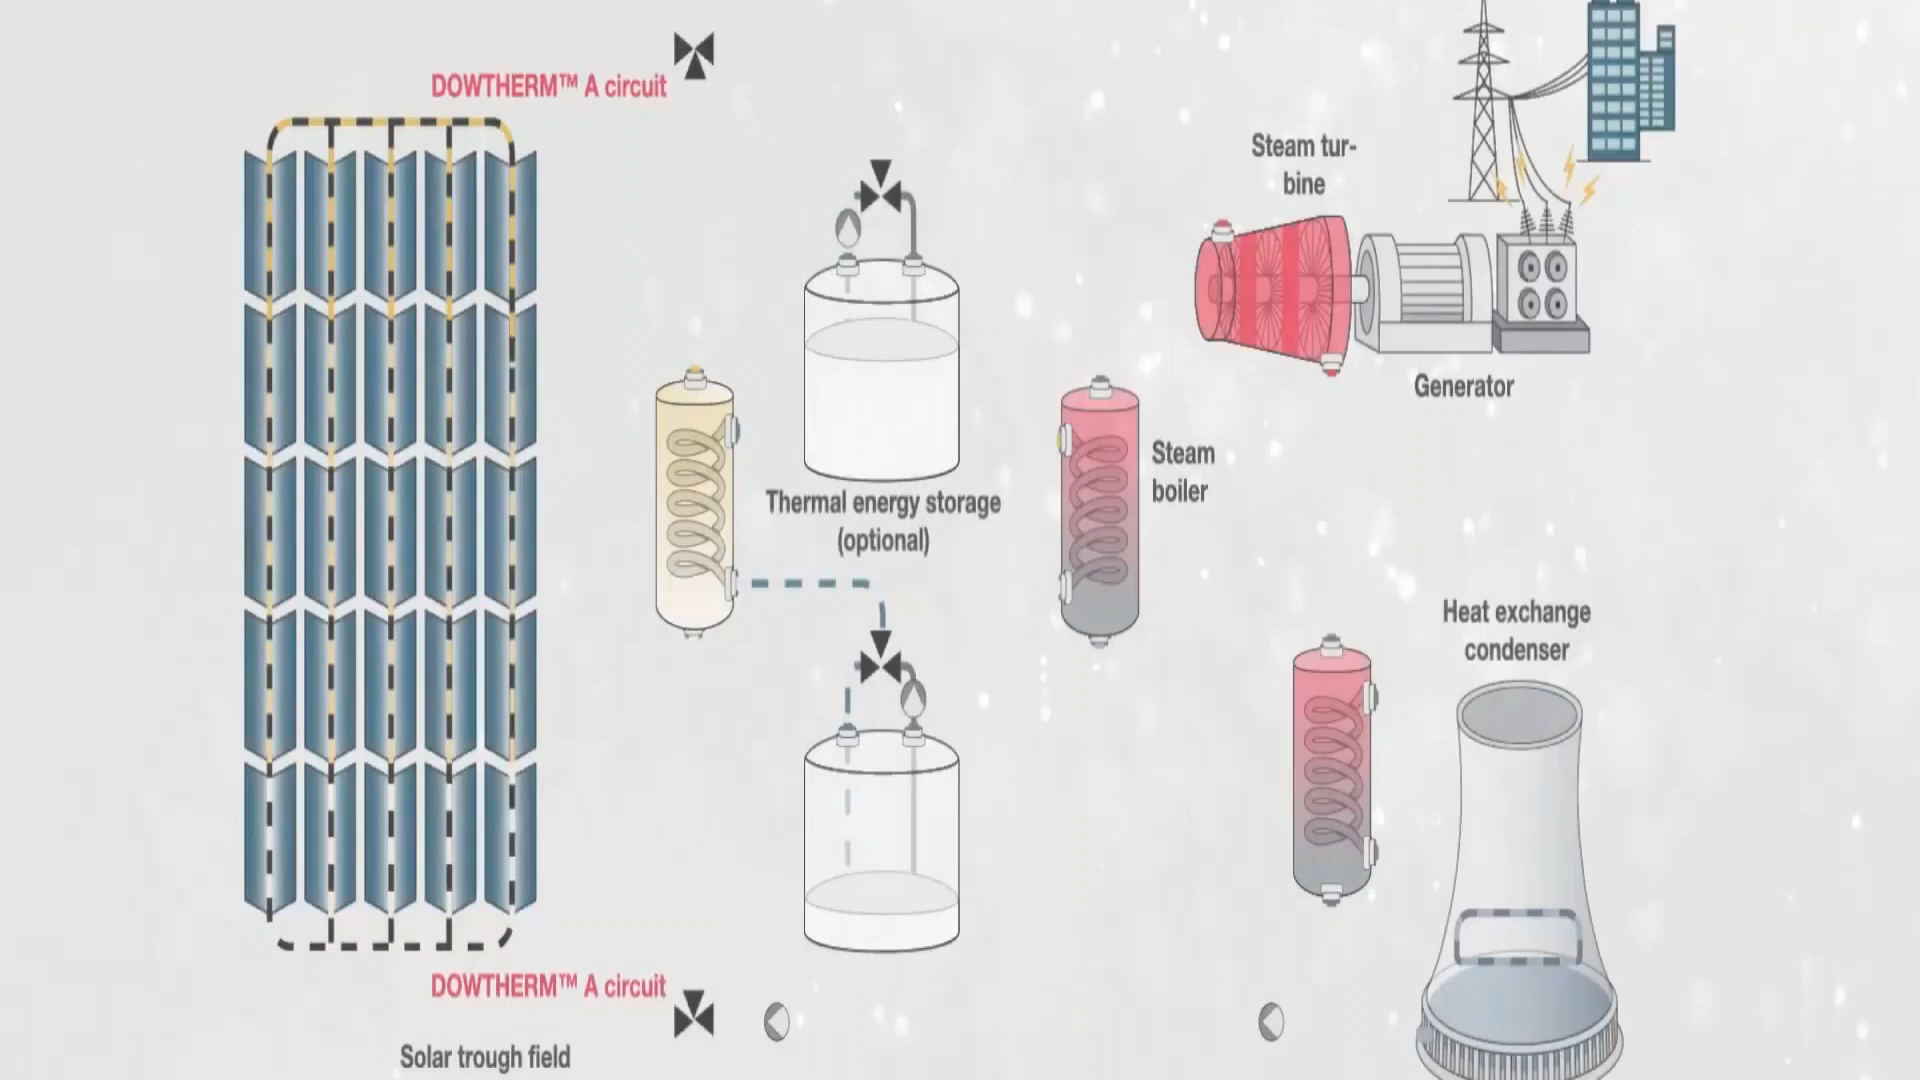 DOWTHERM™ A circuit
Steam tur-
bine
Generator
Steam
boiler
Thermal energy storage
(optional)
Heat exchange
condenser
DOWTHERM™ A circuit
Solar trough field